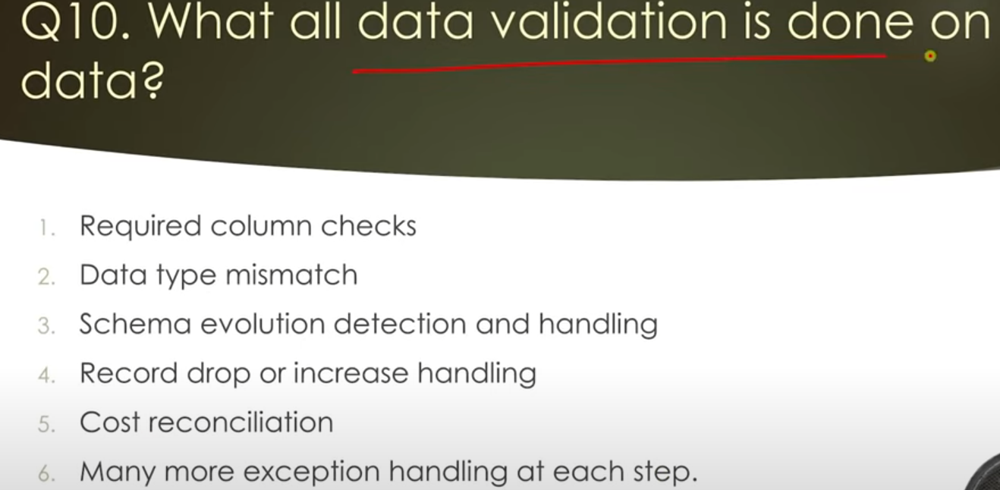 Q10. What all data validation is done on
data?
1. Required column checks
2. Data type mismatch
3. Schema evolution detection and handling
4. Record drop or increase handling
5. Cost reconciliation
6. Many more exception handling at each step.